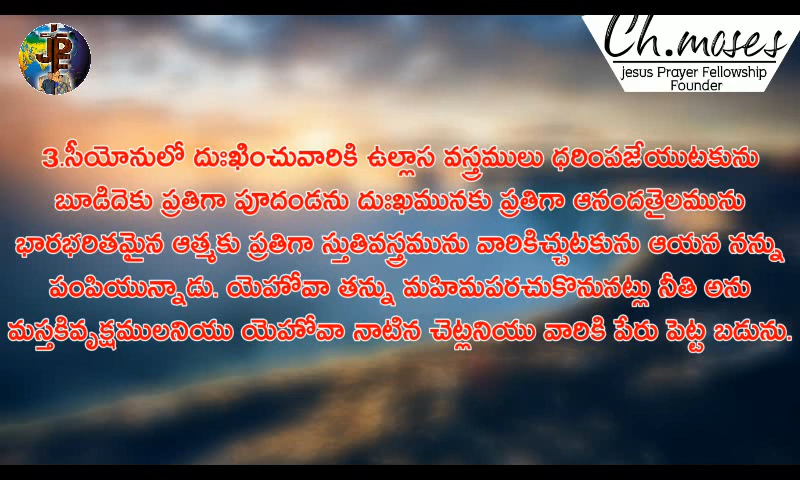 JPF
Ch.moses
Jesus Prayer Fellowship
Founder
3.సీయోనులో దుఃఖించువారికి ఉల్లాస వస్త్రములు ధరింపజేయుటకును
బూడిదెకు ప్రతిగా పూదండను దుఃఖమునకు ప్రతిగా ఆనందతైలమును
భారభరితమైన ఆత్మకు ప్రతిగా స్తుతివస్త్రమును వారికిచ్చుటకును ఆయన నన్ను
పంపియున్నాడు. యెహోవా తన్ను మహిమపరచుకొనునట్లు నీతి అను
మస్తకివృక్షములనియు యెహోవా నాటిన చెట్లనియు వారికి పేరు పెట్ట బడును.